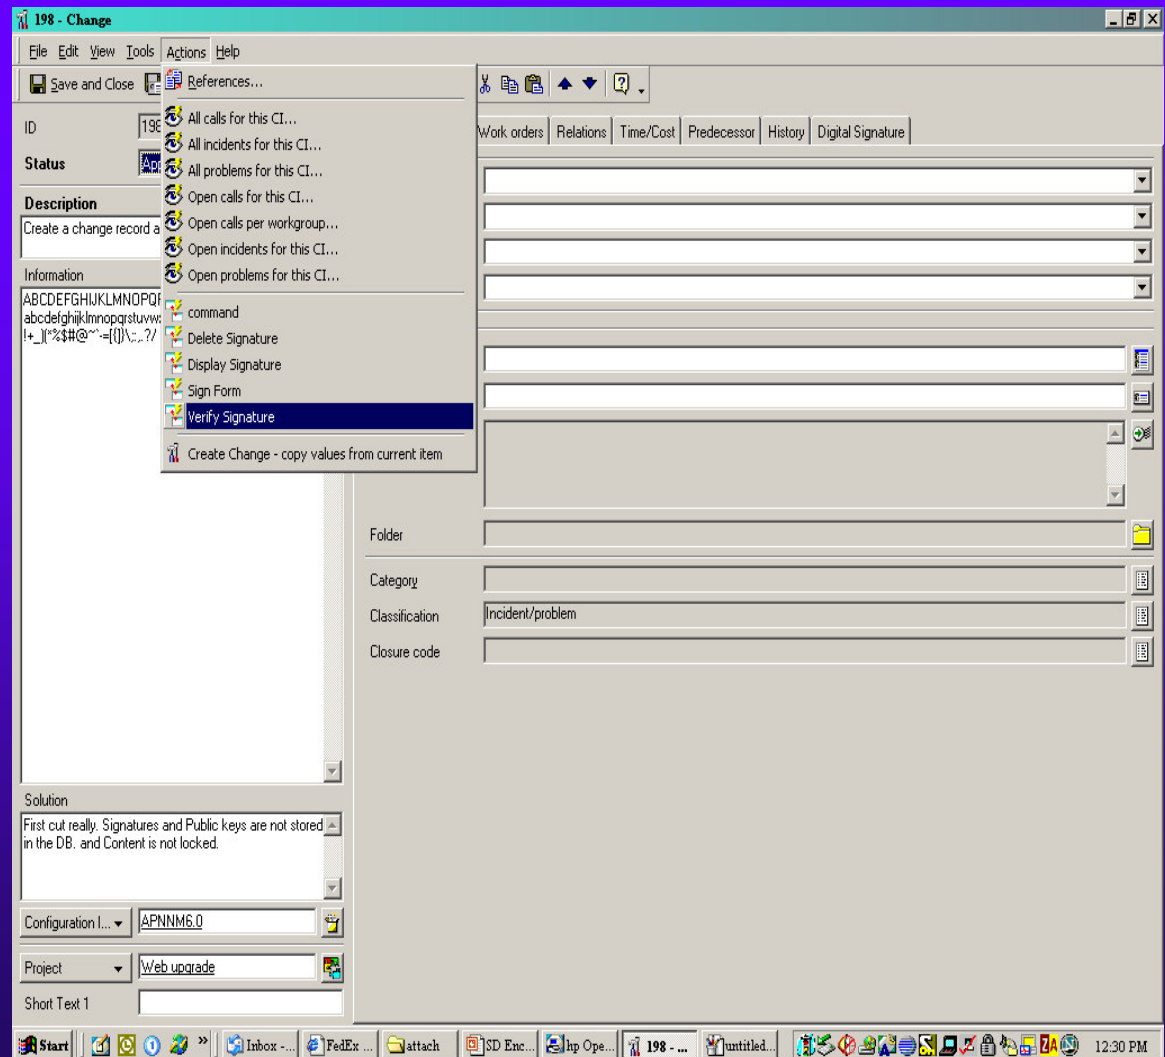 198 - Change
File Edit View Tools Actions Help
Save and Close
References...
All calls for this CI...
All incidents for this CI...
All problems for this CI...
Open calls for this CI...
Open calls per workgroup...
Open incidents for this CI...
Open problems for this CI...
command
Delete Signature
Display Signature
Sign Form
Verify Signature
Create Change - copy values from current item
ID 198
Status App
Description
Create a change record a
Information
ABCDEFGHIJKLMNOPQR
abcdefghijklmnopqrstuvw
Solution
First cut really. Signatures and Public keys are not stored
in the DB. and Content is not locked.
Configuration I... APNNM6.0
Project Web upgrade
Short Text 1
Work orders Relations Time/Cost Predecessor History Digital Signature
Folder
Category
Classification Incident/problem
Closure code
Start » Inbox -... FedEx ... attach SD Enc... hp Ope... 198 - ... untitled... ZA 12:30 PM